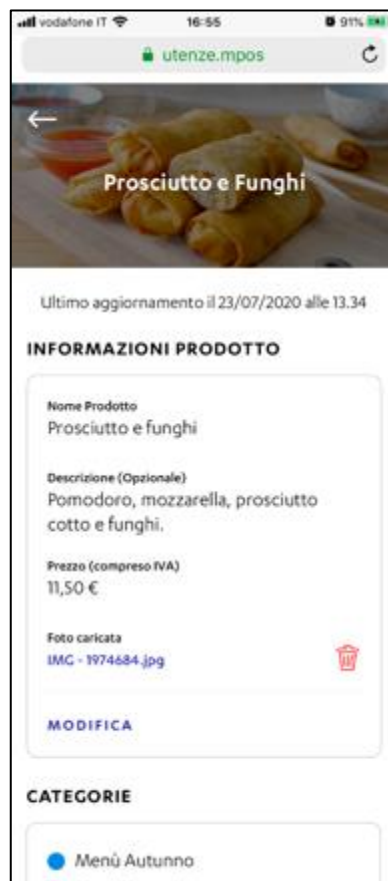 vodafone IT 16:55 91%
utenze.mpos
Prosciutto e Funghi
Ultimo aggiornamento il 23/07/2020 alle 13.34
INFORMAZIONI PRODOTTO
Nome Prodotto
Prosciutto e funghi
Descrizione (Opzionale)
Pomodoro, mozzarella, prosciutto
cotto e funghi.
Prezzo (compreso IVA)
11,50 €
Foto caricata
IMG - 1974684.jpg
MODIFICA
CATEGORIE
Menù Autunno